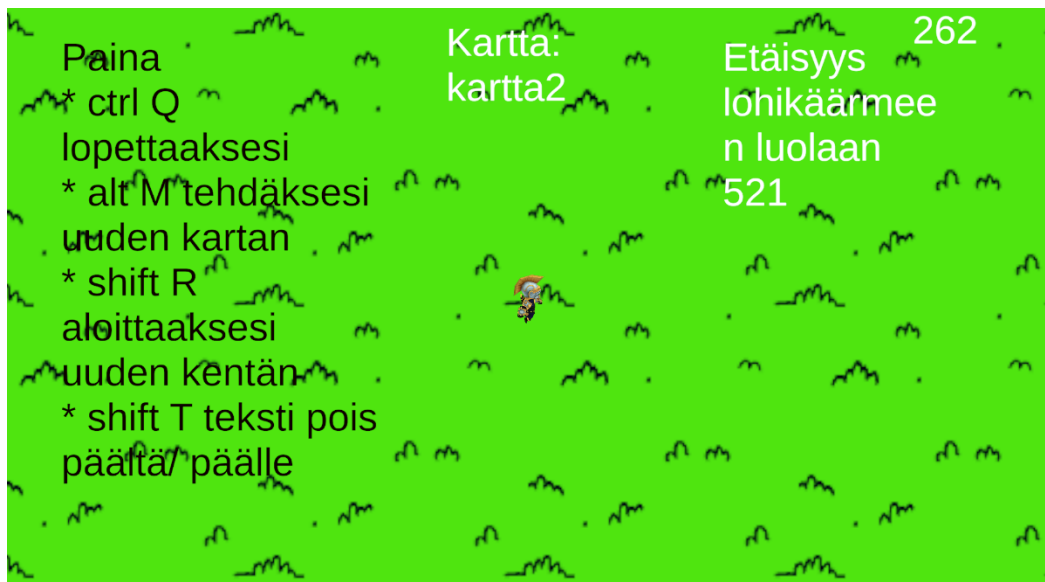 Paina
* ctrl Q
lopettaaksesi
* alt M tehdäksesi
uuden kartan
* shift R
aloittaaksesi
uuden kentän
* shift T teksti pois
päältä/ päälle
Kartta:
kartta2
Etäisyys
lohikäärmee
n luolaan
521
262